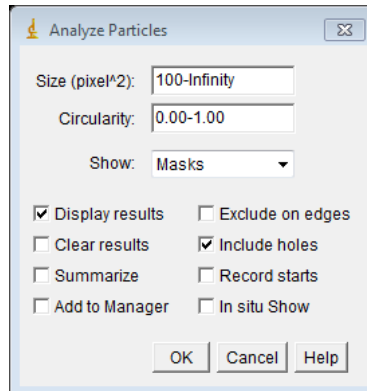 Analyze Particles
Size (pixel^2): 100-Infinity
Circularity: 0.00-1.00
Show: Masks
Display results Exclude on edges
Clear results Include holes
Summarize Record starts
Add to Manager In situ Show
OK Cancel Help